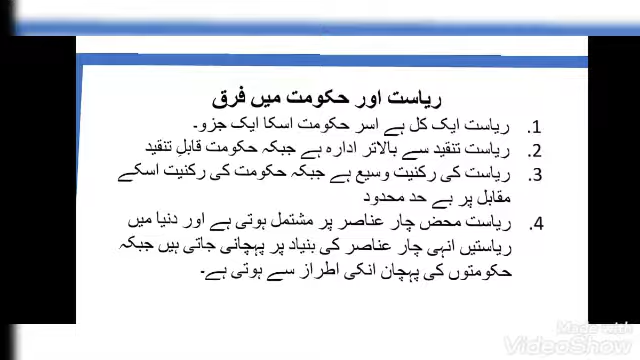 ریاست اور حکومت میں فرق
1. ریاست ایک کل ہے اسر حکومت اسکا ایک جزو۔
2. ریاست تنقید سے بالاتر ادارہ ہے جبکہ حکومت قابلِ تنقید
3. ریاست کی رکنیت وسیع ہے جبکہ حکومت کی رکنیت اسکے
مقابل پر بے حد محدود
4. ریاست محض چار عناصر پر مشتمل ہوتی ہے اور دنیا میں
ریاستیں انہی چار عناصر کی بنیاد پر پہچانی جاتی ہیں جبکہ
حکومتوں کی پہچان انکی اطراز سے ہوتی ہے۔
Made with
VideoShow